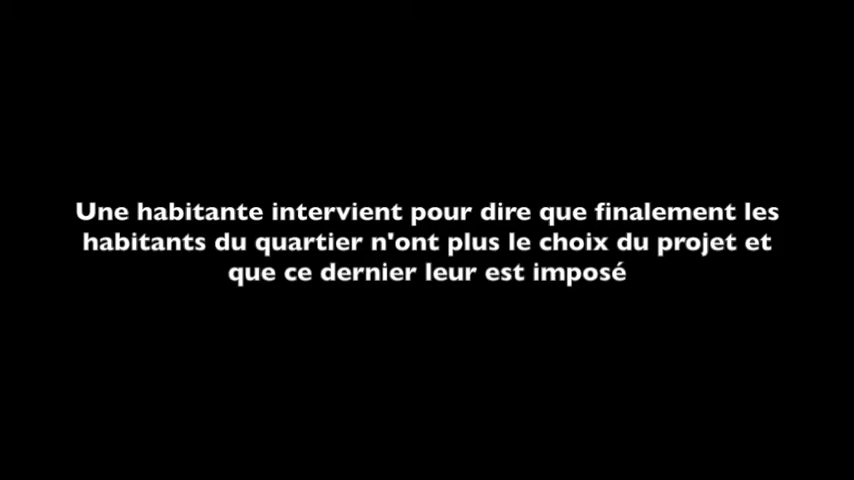 Une habitante intervient pour dire que finalement les
habitants du quartier n'ont plus le choix du projet et
que ce dernier leur est imposé